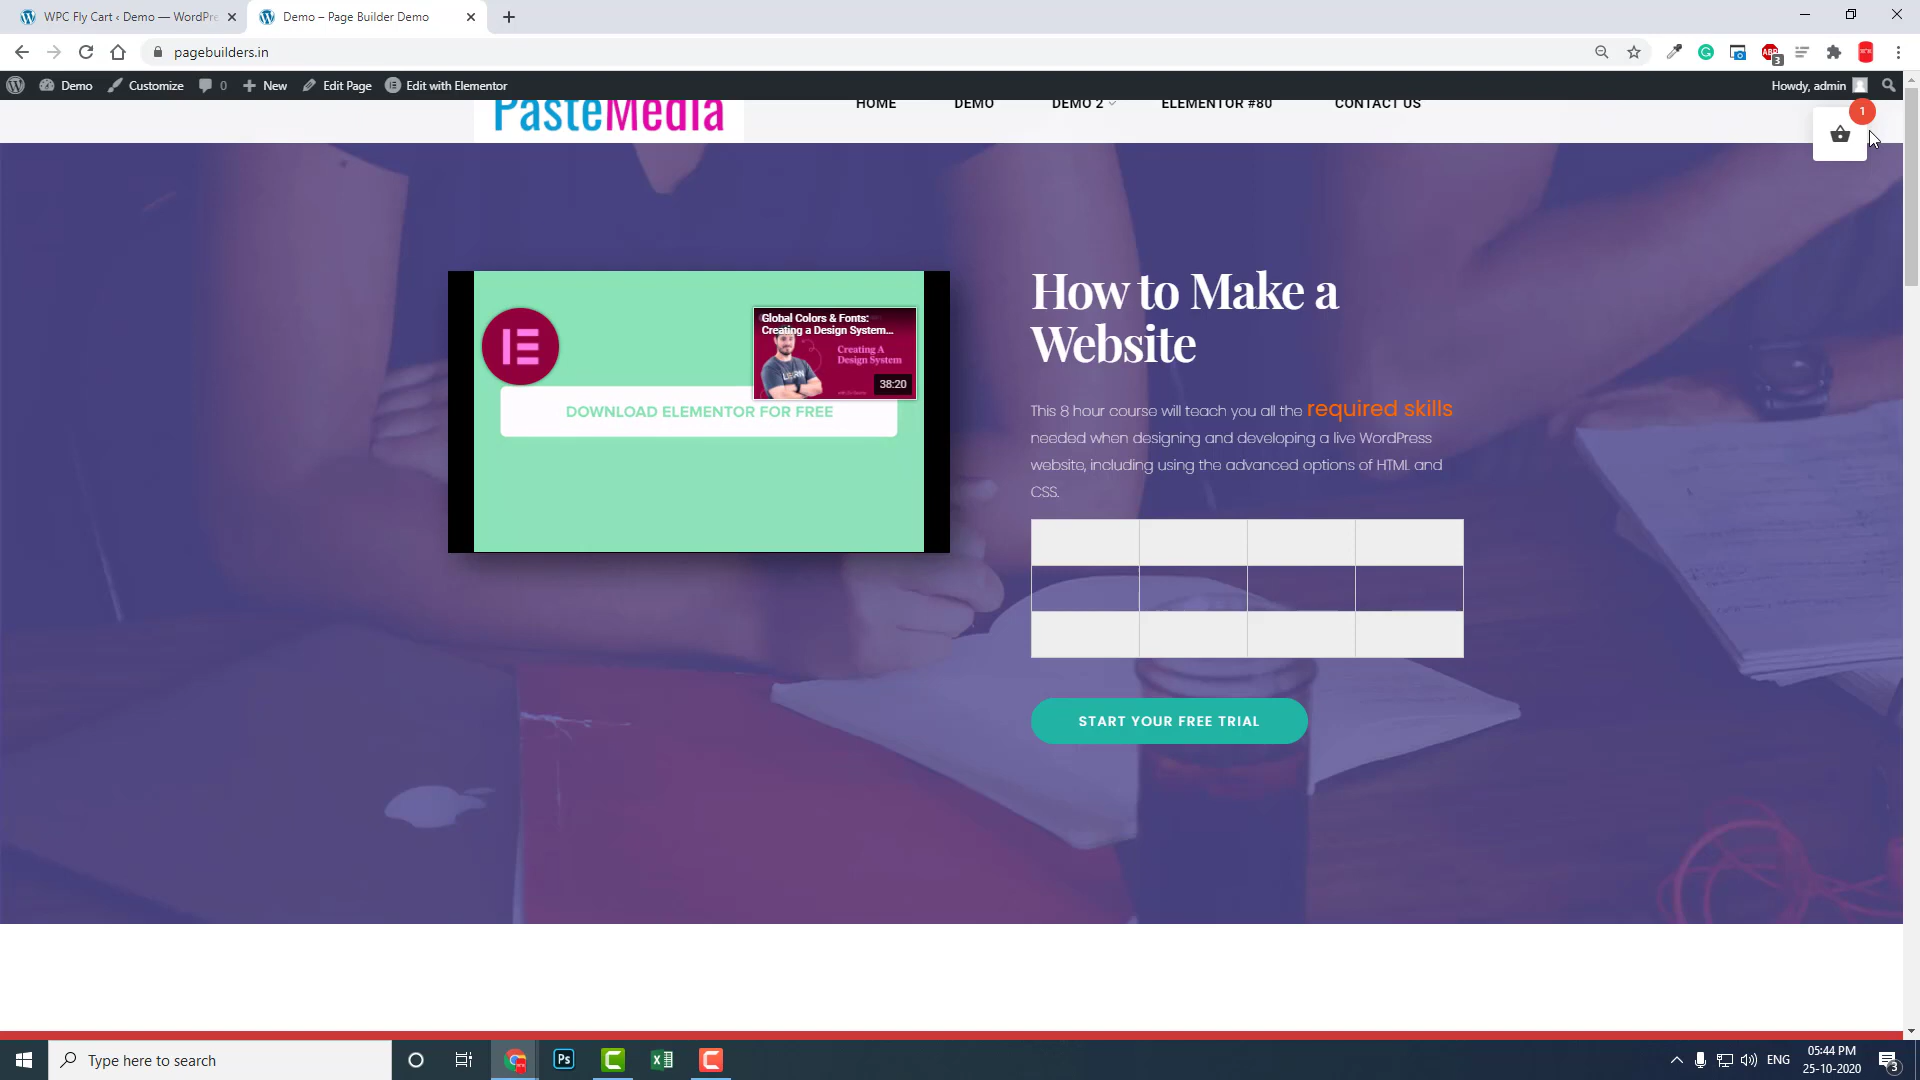 WPC Fly Cart ‹ Demo — WordPre
Demo – Page Builder Demo
pagebuilders.in
ABP
3
Demo
Customize
0
New
Edit Page
Edit with Elementor
Howdy, admin
PasteMedia
HOME
DEMO
DEMO 2
ELEMENTOR #80
CONTACT US
1
Global Colors & Fonts:
Creating a Design System...
Creating A
Design System
38:20
DOWNLOAD ELEMENTOR FOR FREE
How to Make a
Website
This 8 hour course will teach you all the required skills
needed when designing and developing a live WordPress
website, including using the advanced options of HTML and
CSS.
START YOUR FREE TRIAL
Type here to search
Ps
ENG
05:44 PM
25-10-2020
3